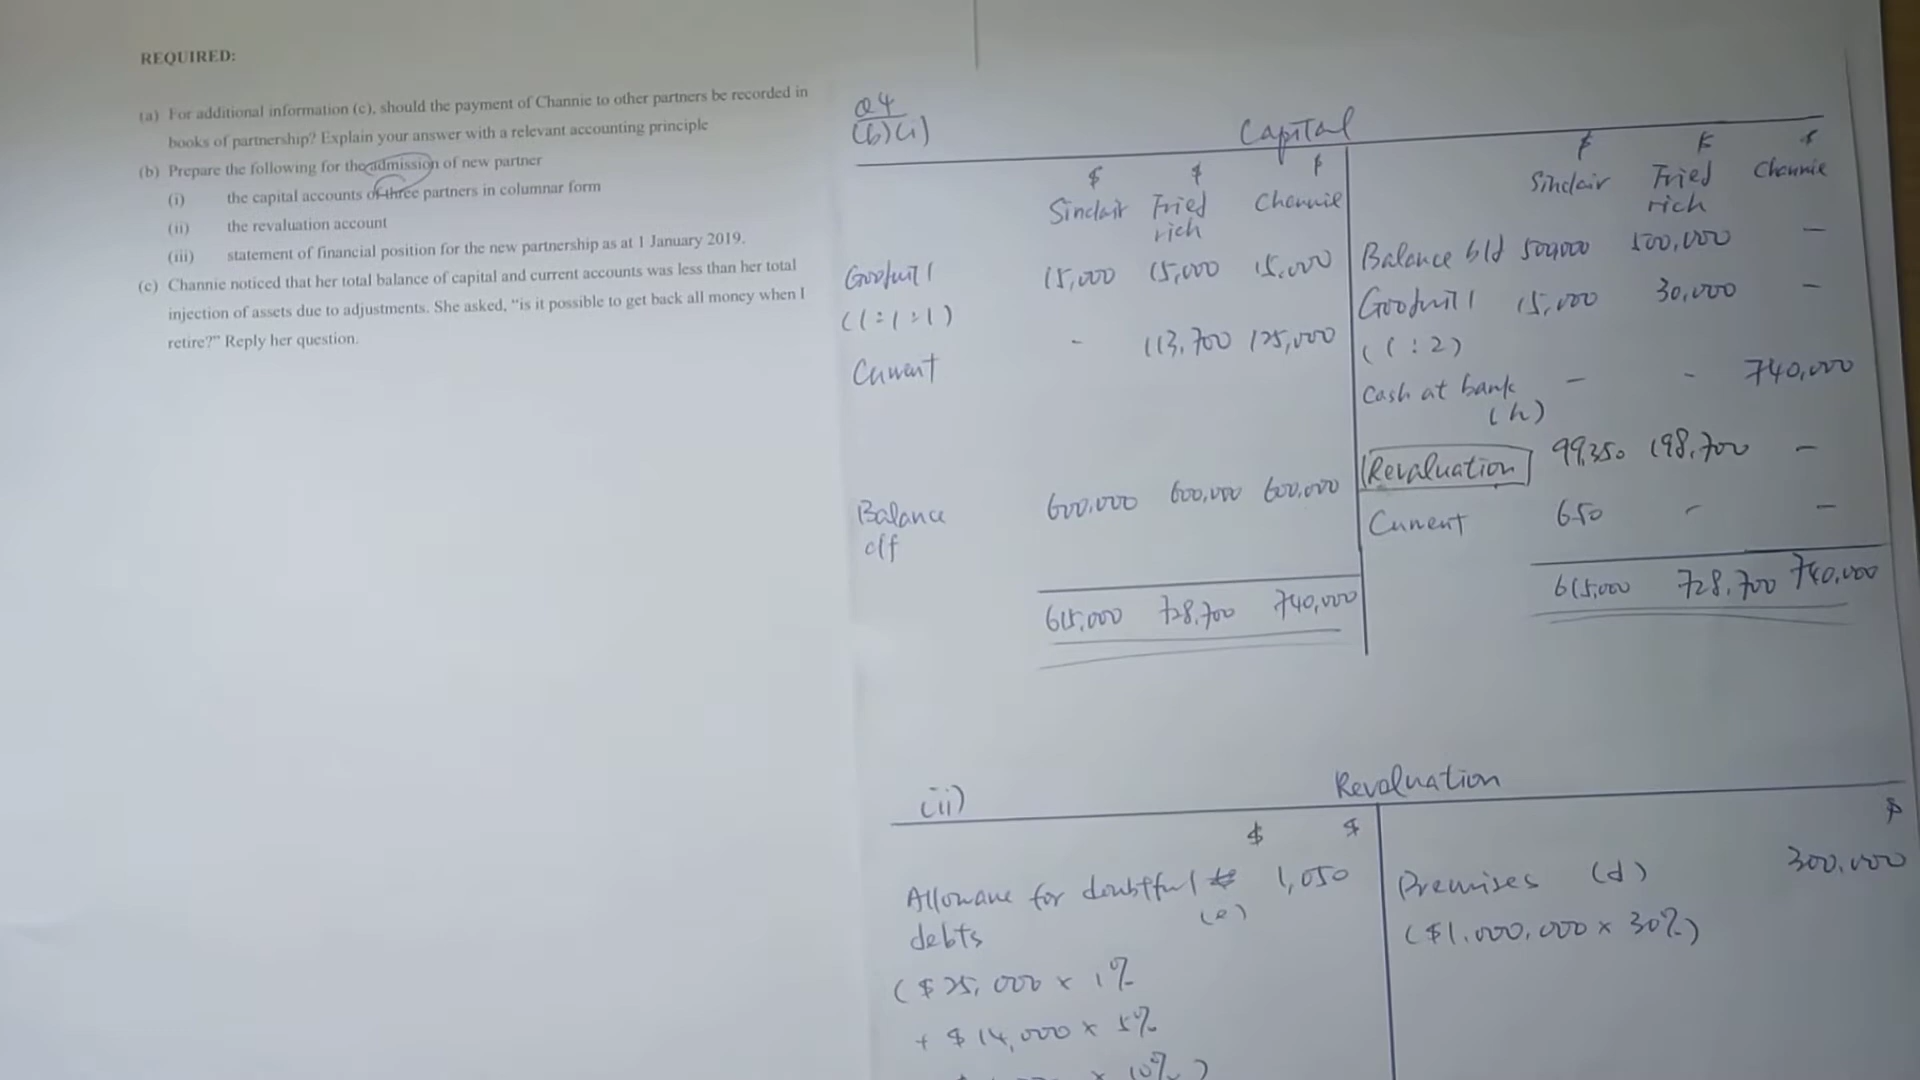 REQUIRED:
(a) For additional information (c), should the payment of Channie to other partners be recorded in
books of partnership? Explain your answer with a relevant accounting principle
(b) Prepare the following for the admission of new partner
(i) the capital accounts of three partners in columnar form
(ii) the revaluation account
(iii) statement of financial position for the new partnership as at 1 January 2019.
(c) Channie noticed that her total balance of capital and current accounts was less than her total
injection of assets due to adjustments. She asked, "is it possible to get back all money when I
retire?" Reply her question.
Q4
(b)(i)
Capital
$ $ $ $ $ $
Sinclair Fried Channie Sinclair Fried Channie
rich rich
Balance b/d 500,000 500,000 -
Goodwill 15,000 15,000 15,000 Goodwill 15,000 30,000 -
(1:1:1) (1:2)
Current - 113,700 125,000 Cash at bank - - 740,000
(h)
Revaluation 99,350 198,700 -
Balance 600,000 600,000 600,000 Current 650 - -
c/f
615,000 728,700 740,000 615,000 728,700 740,000
(ii) Revaluation
$ $ $
Allowance for doubtful 1,050 Premises (d) 300,000
debts (e) ($1,000,000 x 30%)
($25,000 x 1%
+ $14,000 x 5%
x 10%)